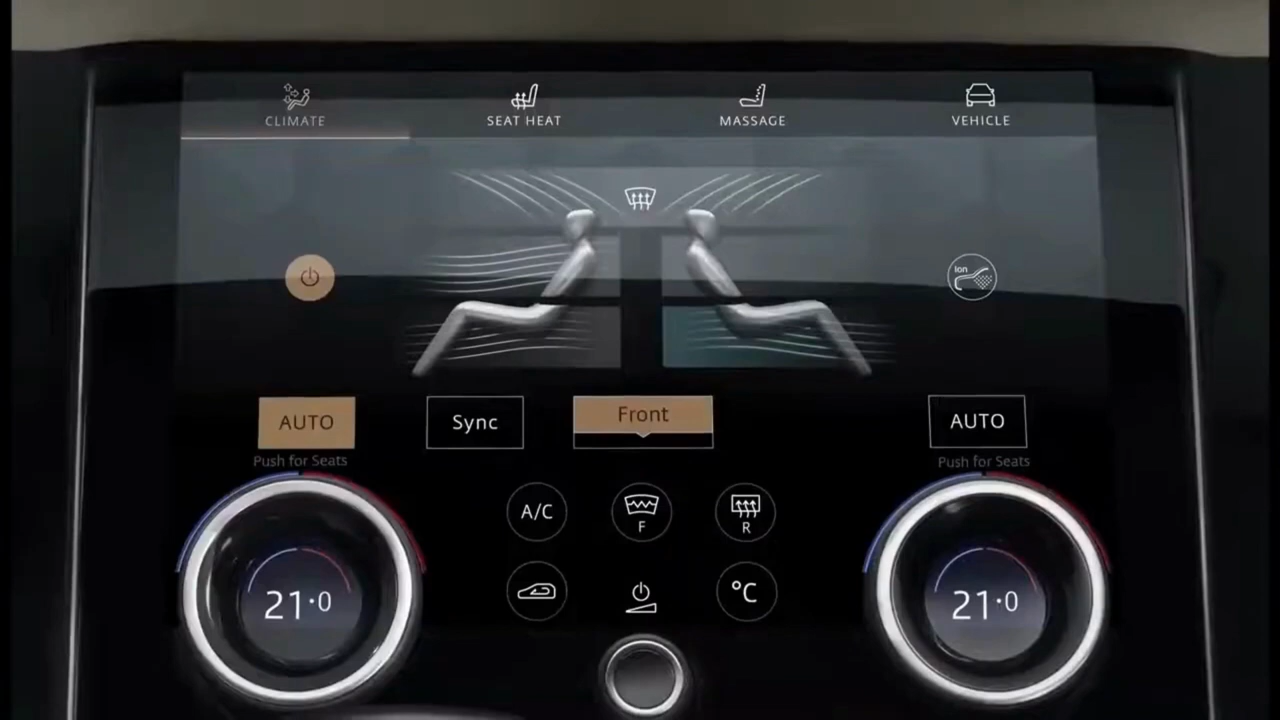 CLIMATE
SEAT HEAT
MASSAGE
VEHICLE
Ion
AUTO
Sync
Front
AUTO
Push for Seats
Push for Seats
A/C
F
R
21·0
°C
21·0